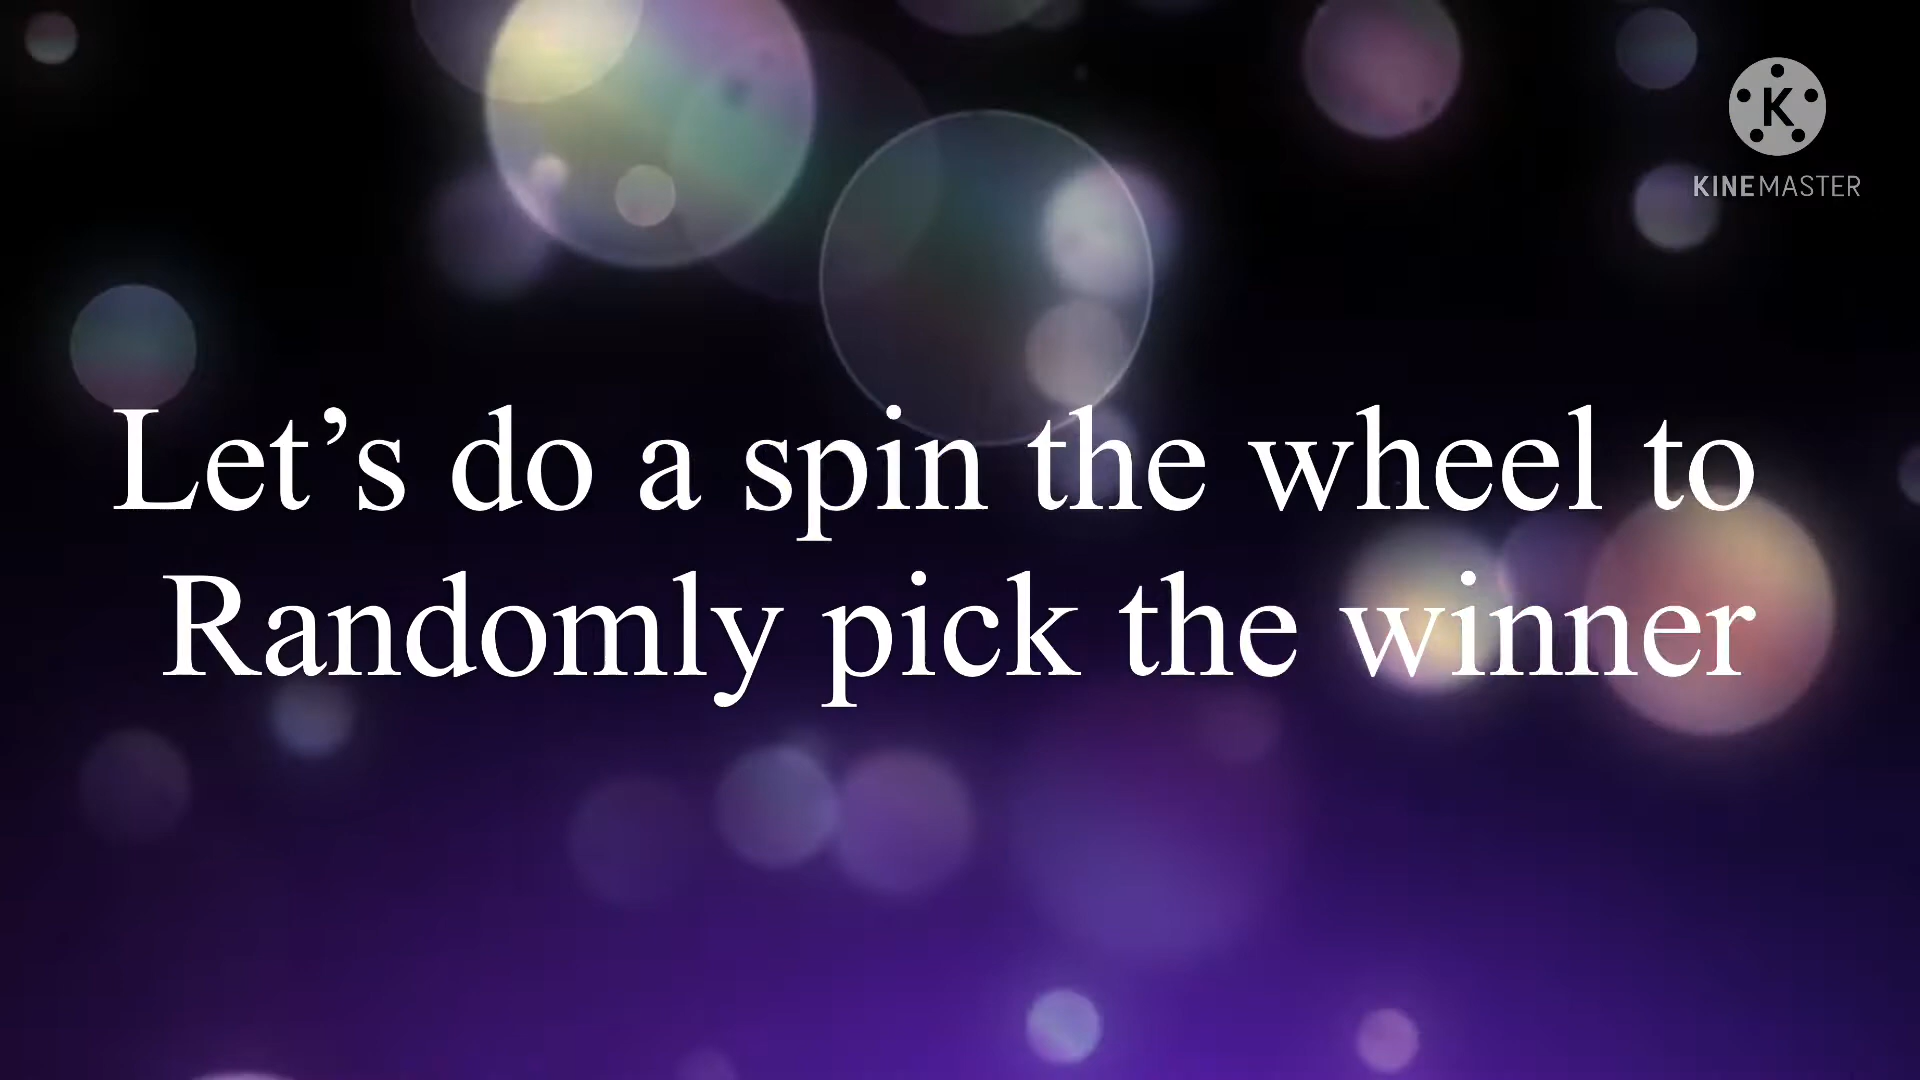 K
KINEMASTER
Let’s do a spin the wheel to
Randomly pick the winner